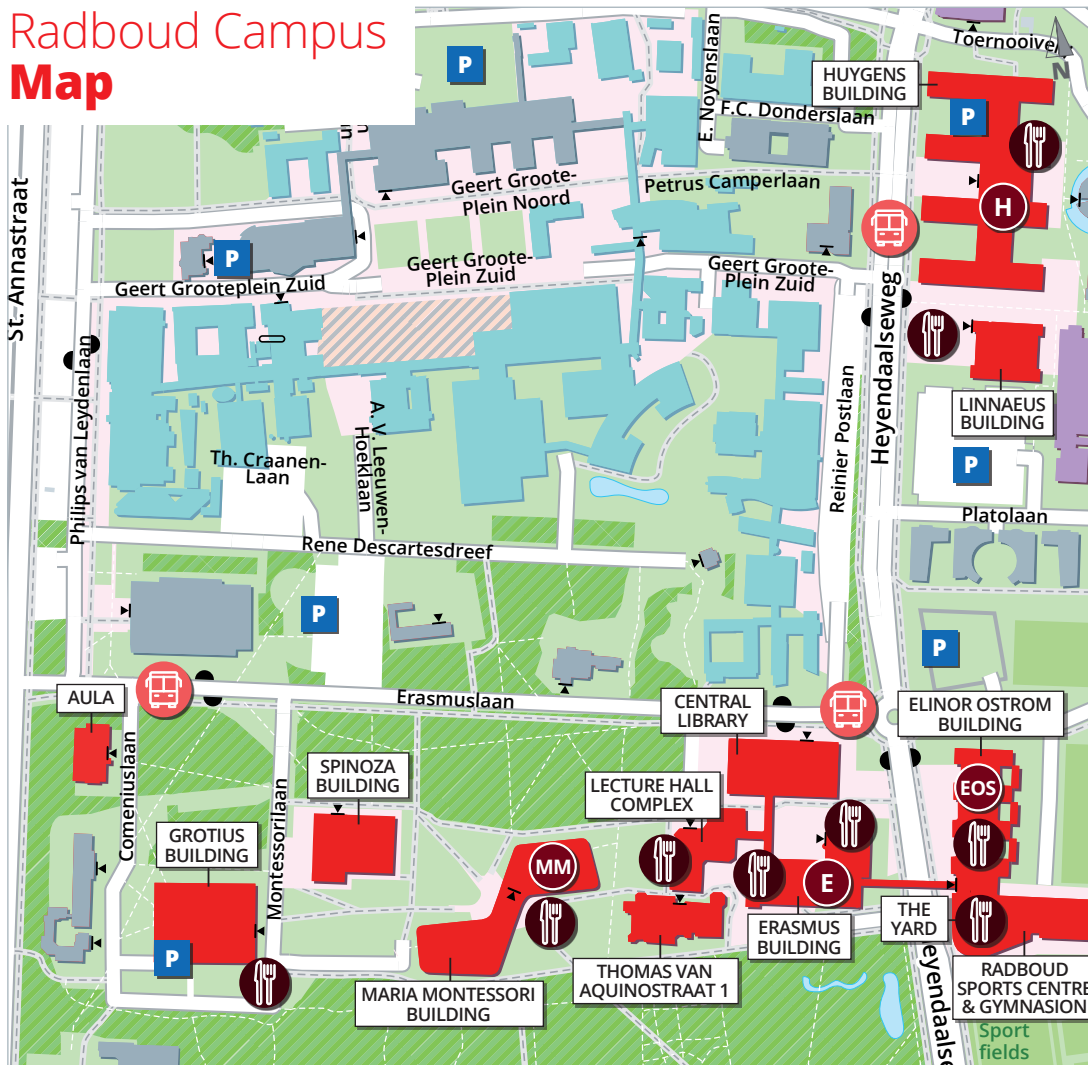 Radboud Campus
Map
P
HUYGENS
BUILDING
P
Toernooivel
N
E. Noyenslaan
F.C. Donderslaan
Geert Groote-
Plein Noord
Petrus Camperlaan
H
St. Annastraat
P
Geert Grooteplein Zuid
Geert Groote-
Plein Zuid
Geert Groote-
Plein Zuid
Heyendaalseweg
Philips van Leydenlaan
A. V. Leeuwen-
Hoeklaan
Th. Craanen-
Laan
Reinier Postlaan
LINNAEUS
BUILDING
P
Platolaan
Rene Descartesdreef
P
P
AULA
Erasmuslaan
CENTRAL
LIBRARY
ELINOR OSTROM
BUILDING
Comeniuslaan
Montessorilaan
SPINOZA
BUILDING
LECTURE HALL
COMPLEX
EOS
GROTIUS
BUILDING
MM
E
P
THE
YARD
ERASMUS
BUILDING
MARIA MONTESSORI
BUILDING
THOMAS VAN
AQUINOSTRAAT 1
RADBOUD
SPORTS CENTRE
& GYMNASION
eyendaalse
Sport
fields